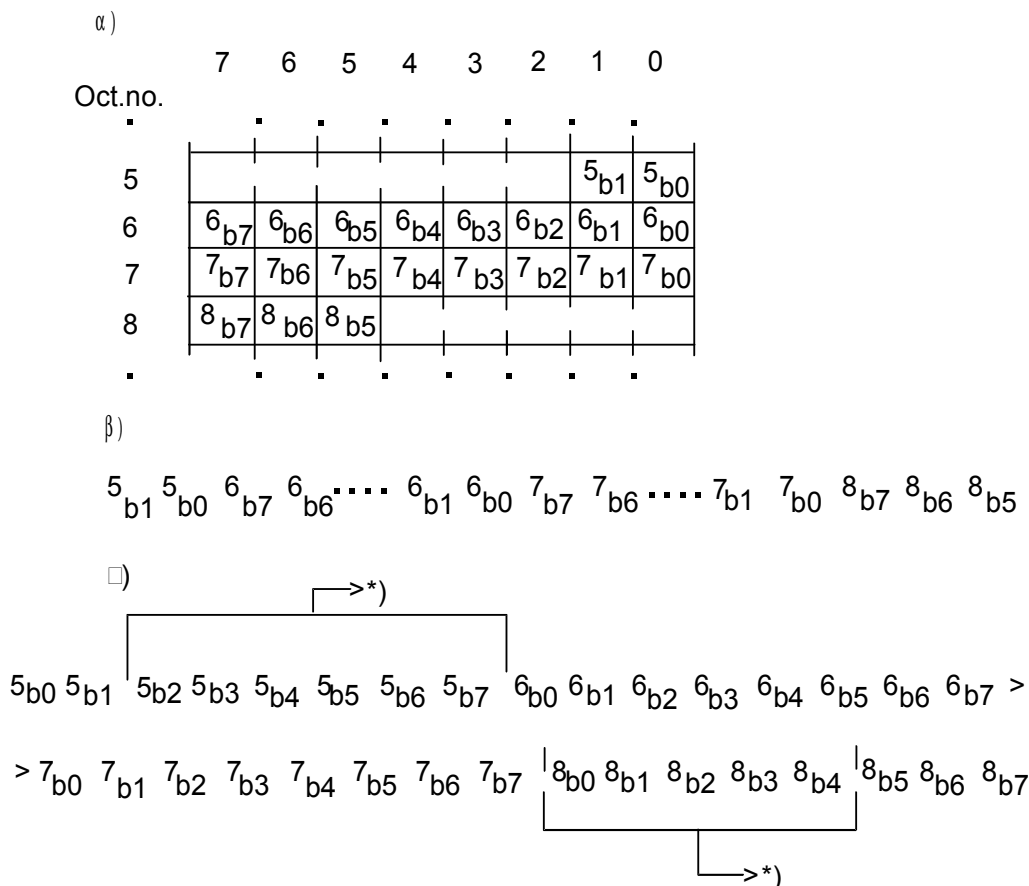 α)
7 6 5 4 3 2 1 0
Oct.no.
5 5b1 5b0
6 6b7 6b6 6b5 6b4 6b3 6b2 6b1 6b0
7 7b7 7b6 7b5 7b4 7b3 7b2 7b1 7b0
8 8b7 8b6 8b5
β)
5b1 5b0 6b7 6b6 .... 6b1 6b0 7b7 7b6 .... 7b1 7b0 8b7 8b6 8b5
□)
>*)
5b0 5b1 5b2 5b3 5b4 5b5 5b6 5b7 6b0 6b1 6b2 6b3 6b4 6b5 6b6 6b7 >
> 7b0 7b1 7b2 7b3 7b4 7b5 7b6 7b7 8b0 8b1 8b2 8b3 8b4 8b5 8b6 8b7
>*)